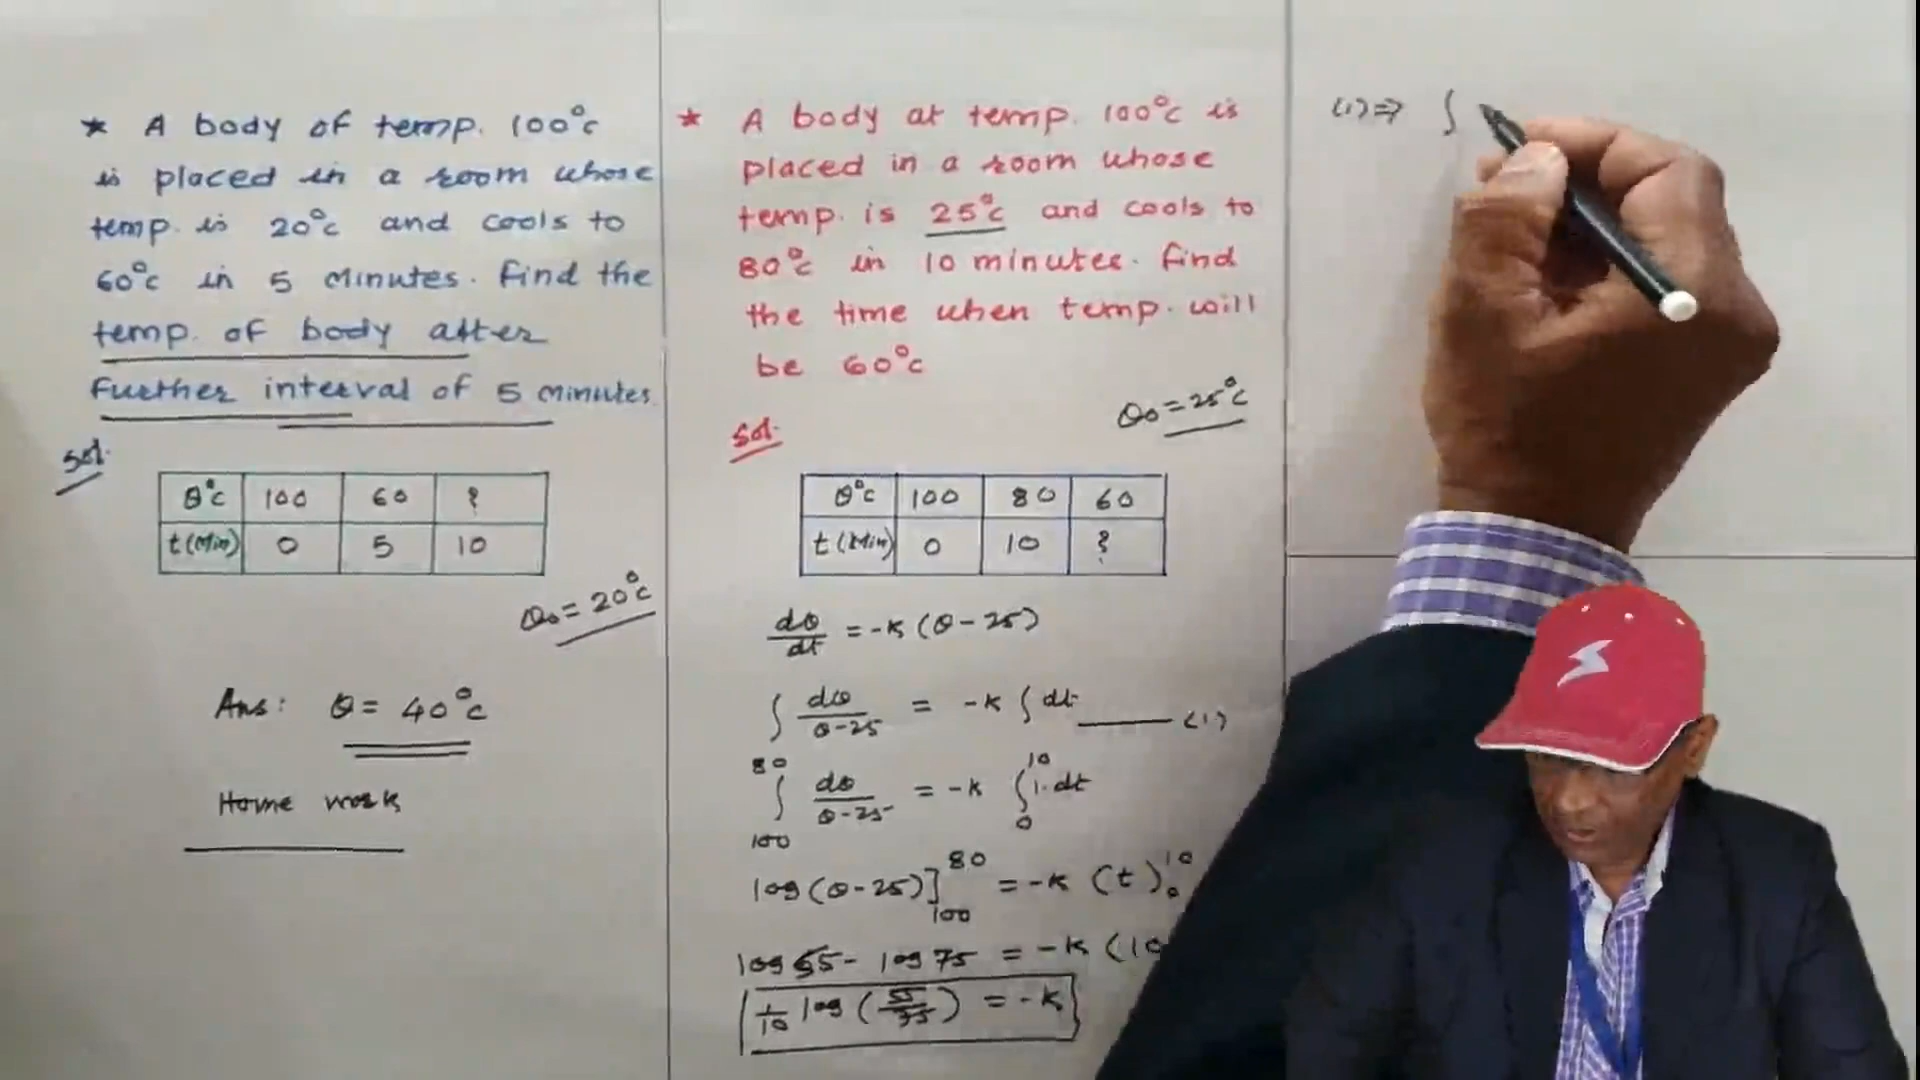 * A body of temp. 100°c
is placed in a room whose
temp. is 20°c and cools to
60°c in 5 Minutes. Find the
temp. of body after
Further interval of 5 minutes.
Sol.
θ°c 100 60 ?
t(Min) 0 5 10
θ₀ = 20°c
Ans: θ = 40°c
Home work
* A body at temp. 100°c is
placed in a room whose
temp. is 25°c and cools to
80°c in 10 minutes. Find
the time when temp. will
be 60°c
θ₀ = 25°c
Sol.
θ°c 100 80 60
t(Min) 0 10 ?
dθ/dt = -k (θ - 25)
∫ dθ/θ-25 = -k ∫ dt ——— (1)
∫₁₀₀⁸⁰ dθ/θ-25 = -k ∫₀¹⁰ 1. dt
log(θ-25)]₁₀₀⁸⁰ = -k (t)₀¹⁰
log 55 - log 75 = -k (10
1/10 log (55/75) = -k
(1) ⇒ ∫